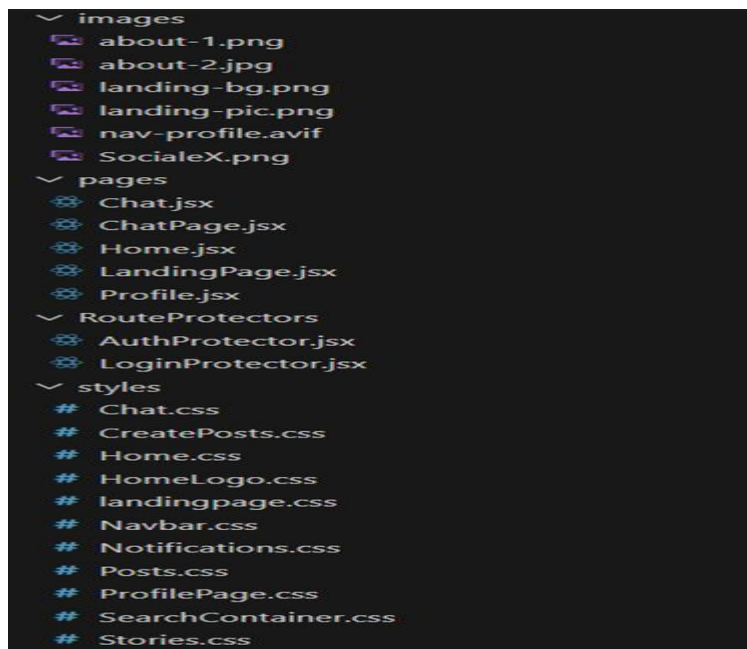 images
about-1.png
about-2.jpg
landing-bg.png
landing-pic.png
nav-profile.avif
SocialeX.png
pages
Chat.jsx
ChatPage.jsx
Home.jsx
LandingPage.jsx
Profile.jsx
RouteProtectors
AuthProtector.jsx
LoginProtector.jsx
styles
# Chat.css
# CreatePosts.css
# Home.css
# HomeLogo.css
# landingpage.css
# Navbar.css
# Notifications.css
# Posts.css
# ProfilePage.css
# SearchContainer.css
# Stories.css